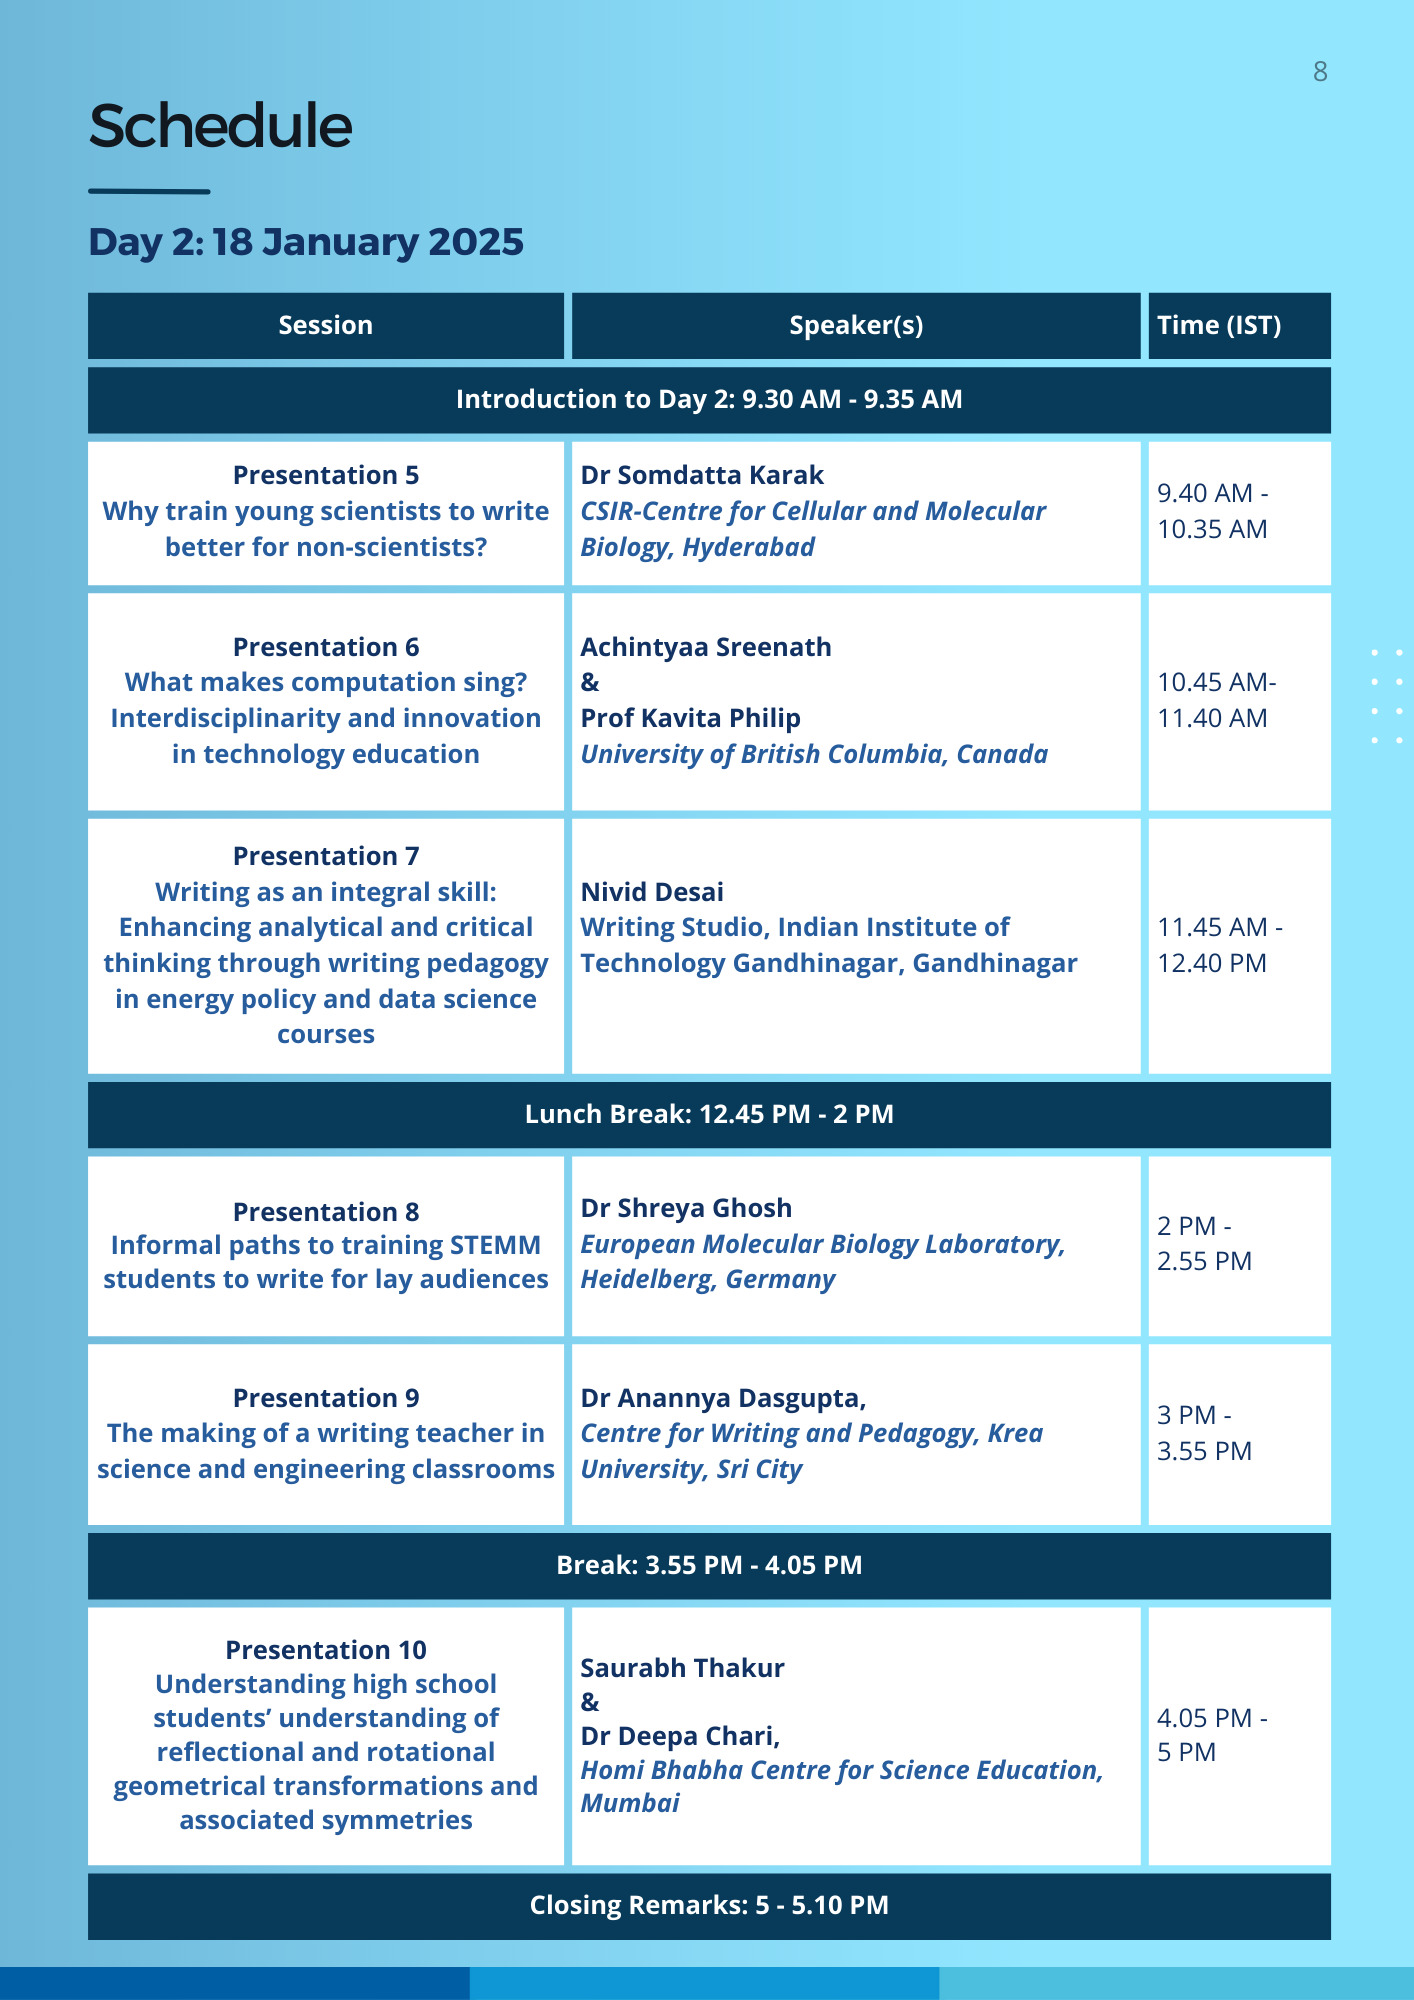 8
Schedule
Day 2: 18 January 2025
Session
Speaker(s)
Time (IST)
Introduction to Day 2: 9.30 AM - 9.35 AM
Presentation 5
Why train young scientists to write
better for non-scientists?
Dr Somdatta Karak
CSIR-Centre for Cellular and Molecular
Biology, Hyderabad
9.40 AM -
10.35 AM
Presentation 6
What makes computation sing?
Interdisciplinarity and innovation
in technology education
Achintyaa Sreenath
&
Prof Kavita Philip
University of British Columbia, Canada
10.45 AM-
11.40 AM
Presentation 7
Writing as an integral skill:
Enhancing analytical and critical
thinking through writing pedagogy
in energy policy and data science
courses
Nivid Desai
Writing Studio, Indian Institute of
Technology Gandhinagar, Gandhinagar
11.45 AM -
12.40 PM
Lunch Break: 12.45 PM - 2 PM
Presentation 8
Informal paths to training STEMM
students to write for lay audiences
Dr Shreya Ghosh
European Molecular Biology Laboratory,
Heidelberg, Germany
2 PM -
2.55 PM
Presentation 9
The making of a writing teacher in
science and engineering classrooms
Dr Anannya Dasgupta,
Centre for Writing and Pedagogy, Krea
University, Sri City
3 PM -
3.55 PM
Break: 3.55 PM - 4.05 PM
Presentation 10
Understanding high school
students’ understanding of
reflectional and rotational
geometrical transformations and
associated symmetries
Saurabh Thakur
&
Dr Deepa Chari,
Homi Bhabha Centre for Science Education,
Mumbai
4.05 PM -
5 PM
Closing Remarks: 5 - 5.10 PM